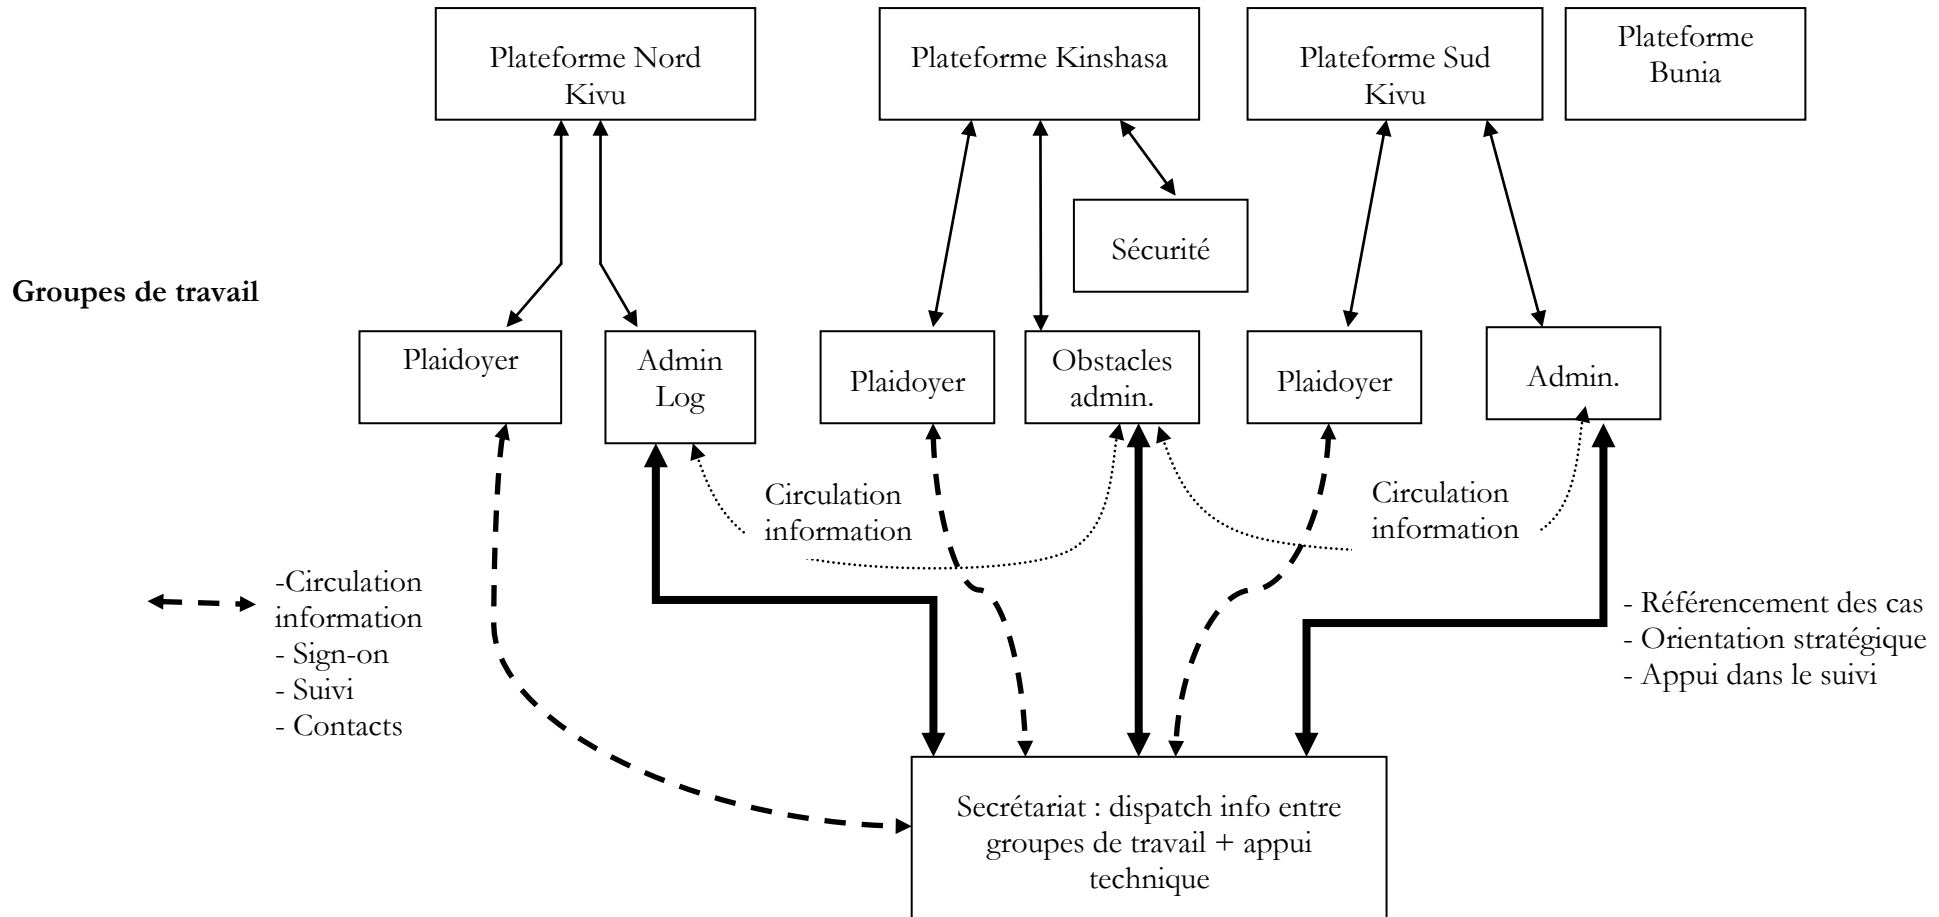 Plateforme Nord
Kivu
Plateforme Kinshasa
Plateforme Sud
Kivu
Plateforme
Bunia
Sécurité
Groupes de travail
Plaidoyer
Admin
Log
Plaidoyer
Obstacles
admin.
Plaidoyer
Admin.
Circulation
information
Circulation
information
-Circulation
information
- Sign-on
- Suivi
- Contacts
- Référencement des cas
- Orientation stratégique
- Appui dans le suivi
Secrétariat : dispatch info entre
groupes de travail + appui
technique